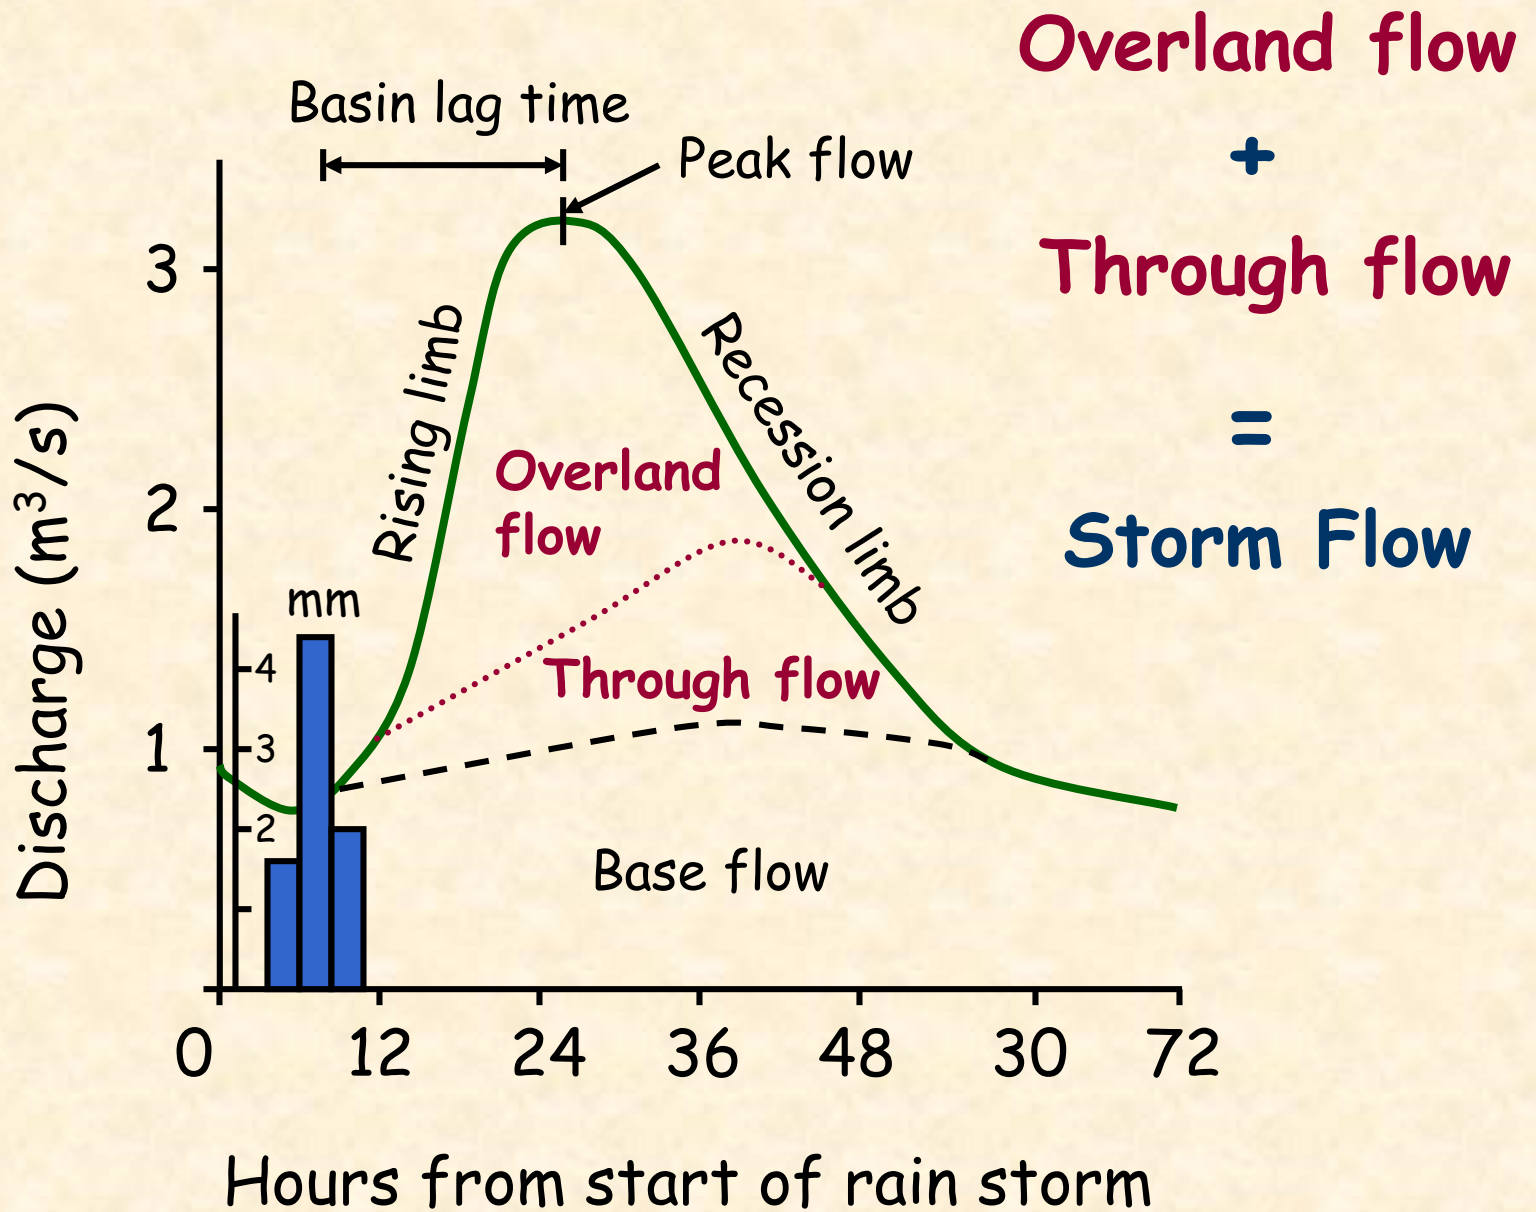 Overland flow
+
Through flow
=
Storm Flow
Basin lag time
Peak flow
Rising limb
Recession limb
Overland
flow
Through flow
Base flow
mm
4
3
2
3
2
1
Discharge (m³/s)
0 12 24 36 48 30 72
Hours from start of rain storm